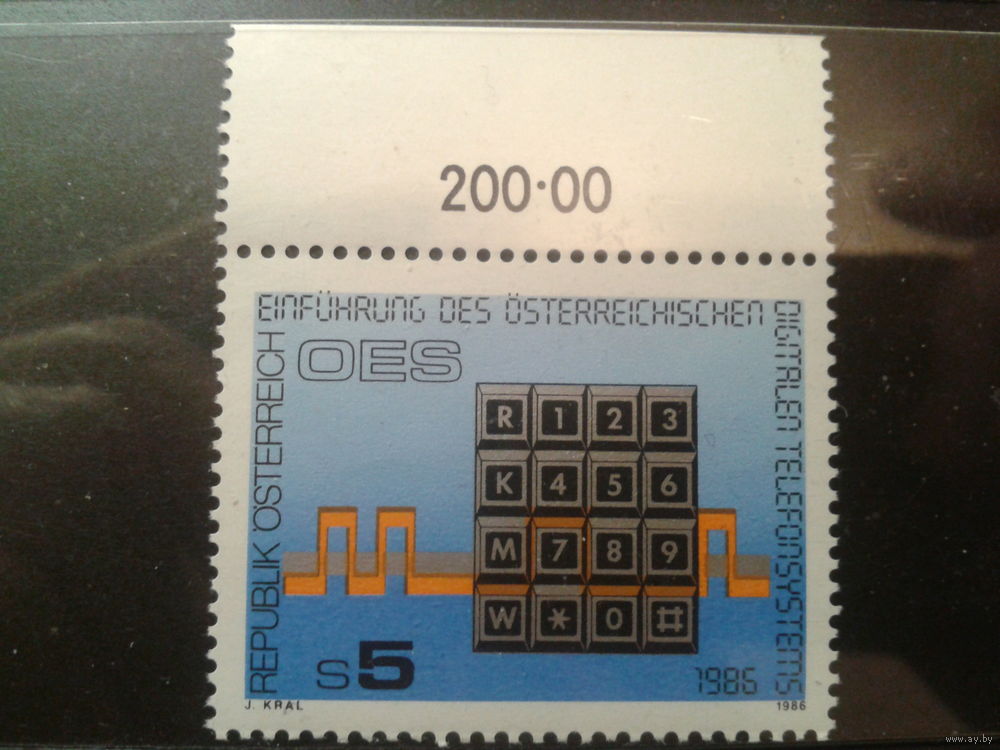 200·00
EINFÜHRUNG DES ÖSTERREICHISCHEN
DIGITALEN TELEFONSYSTEMS
REPUBLIK ÖSTERREICH
OES
R 1 2 3
K 4 5 6
M 7 8 9
W * 0 #
S5
1986
J. KRAL
1986
www.ay.by